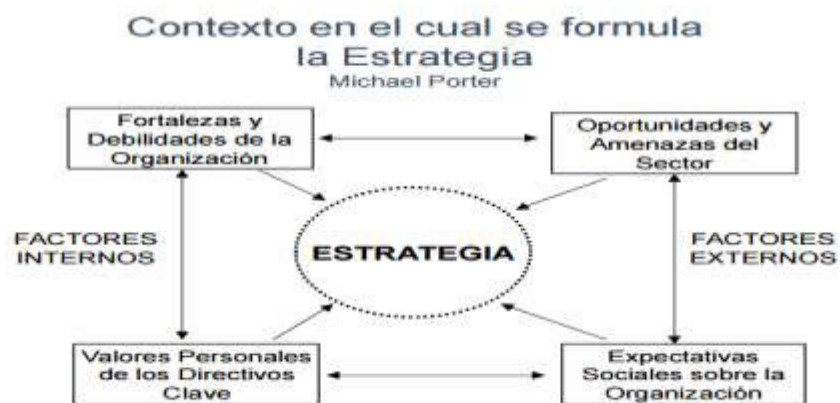 Contexto en el cual se formula
la Estrategia
Michael Porter
Fortalezas y
Debilidades de la
Organización
Oportunidades y
Amenazas del
Sector
FACTORES
INTERNOS
ESTRATEGIA
FACTORES
EXTERNOS
Valores Personales
de los Directivos
Clave
Expectativas
Sociales sobre la
Organización